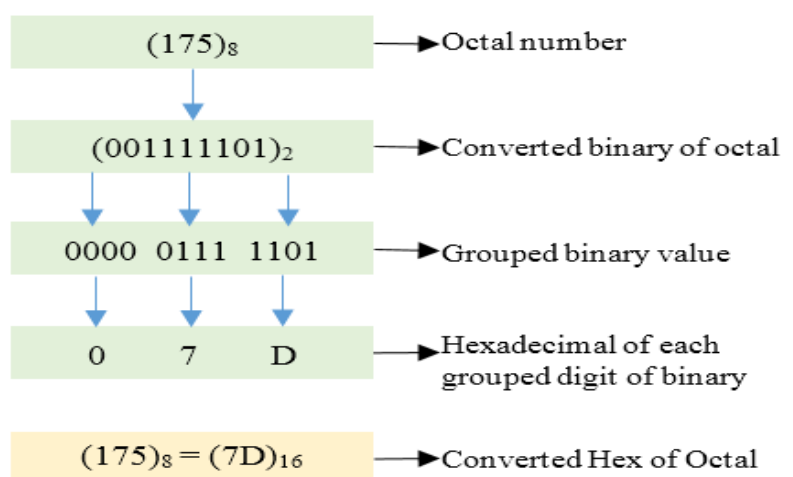 (175)₈
Octal number
(001111101)₂
Converted binary of octal
0000 0111 1101
Grouped binary value
0 7 D
Hexadecimal of each
grouped digit of binary
(175)₈ = (7D)₁₆
Converted Hex of Octal